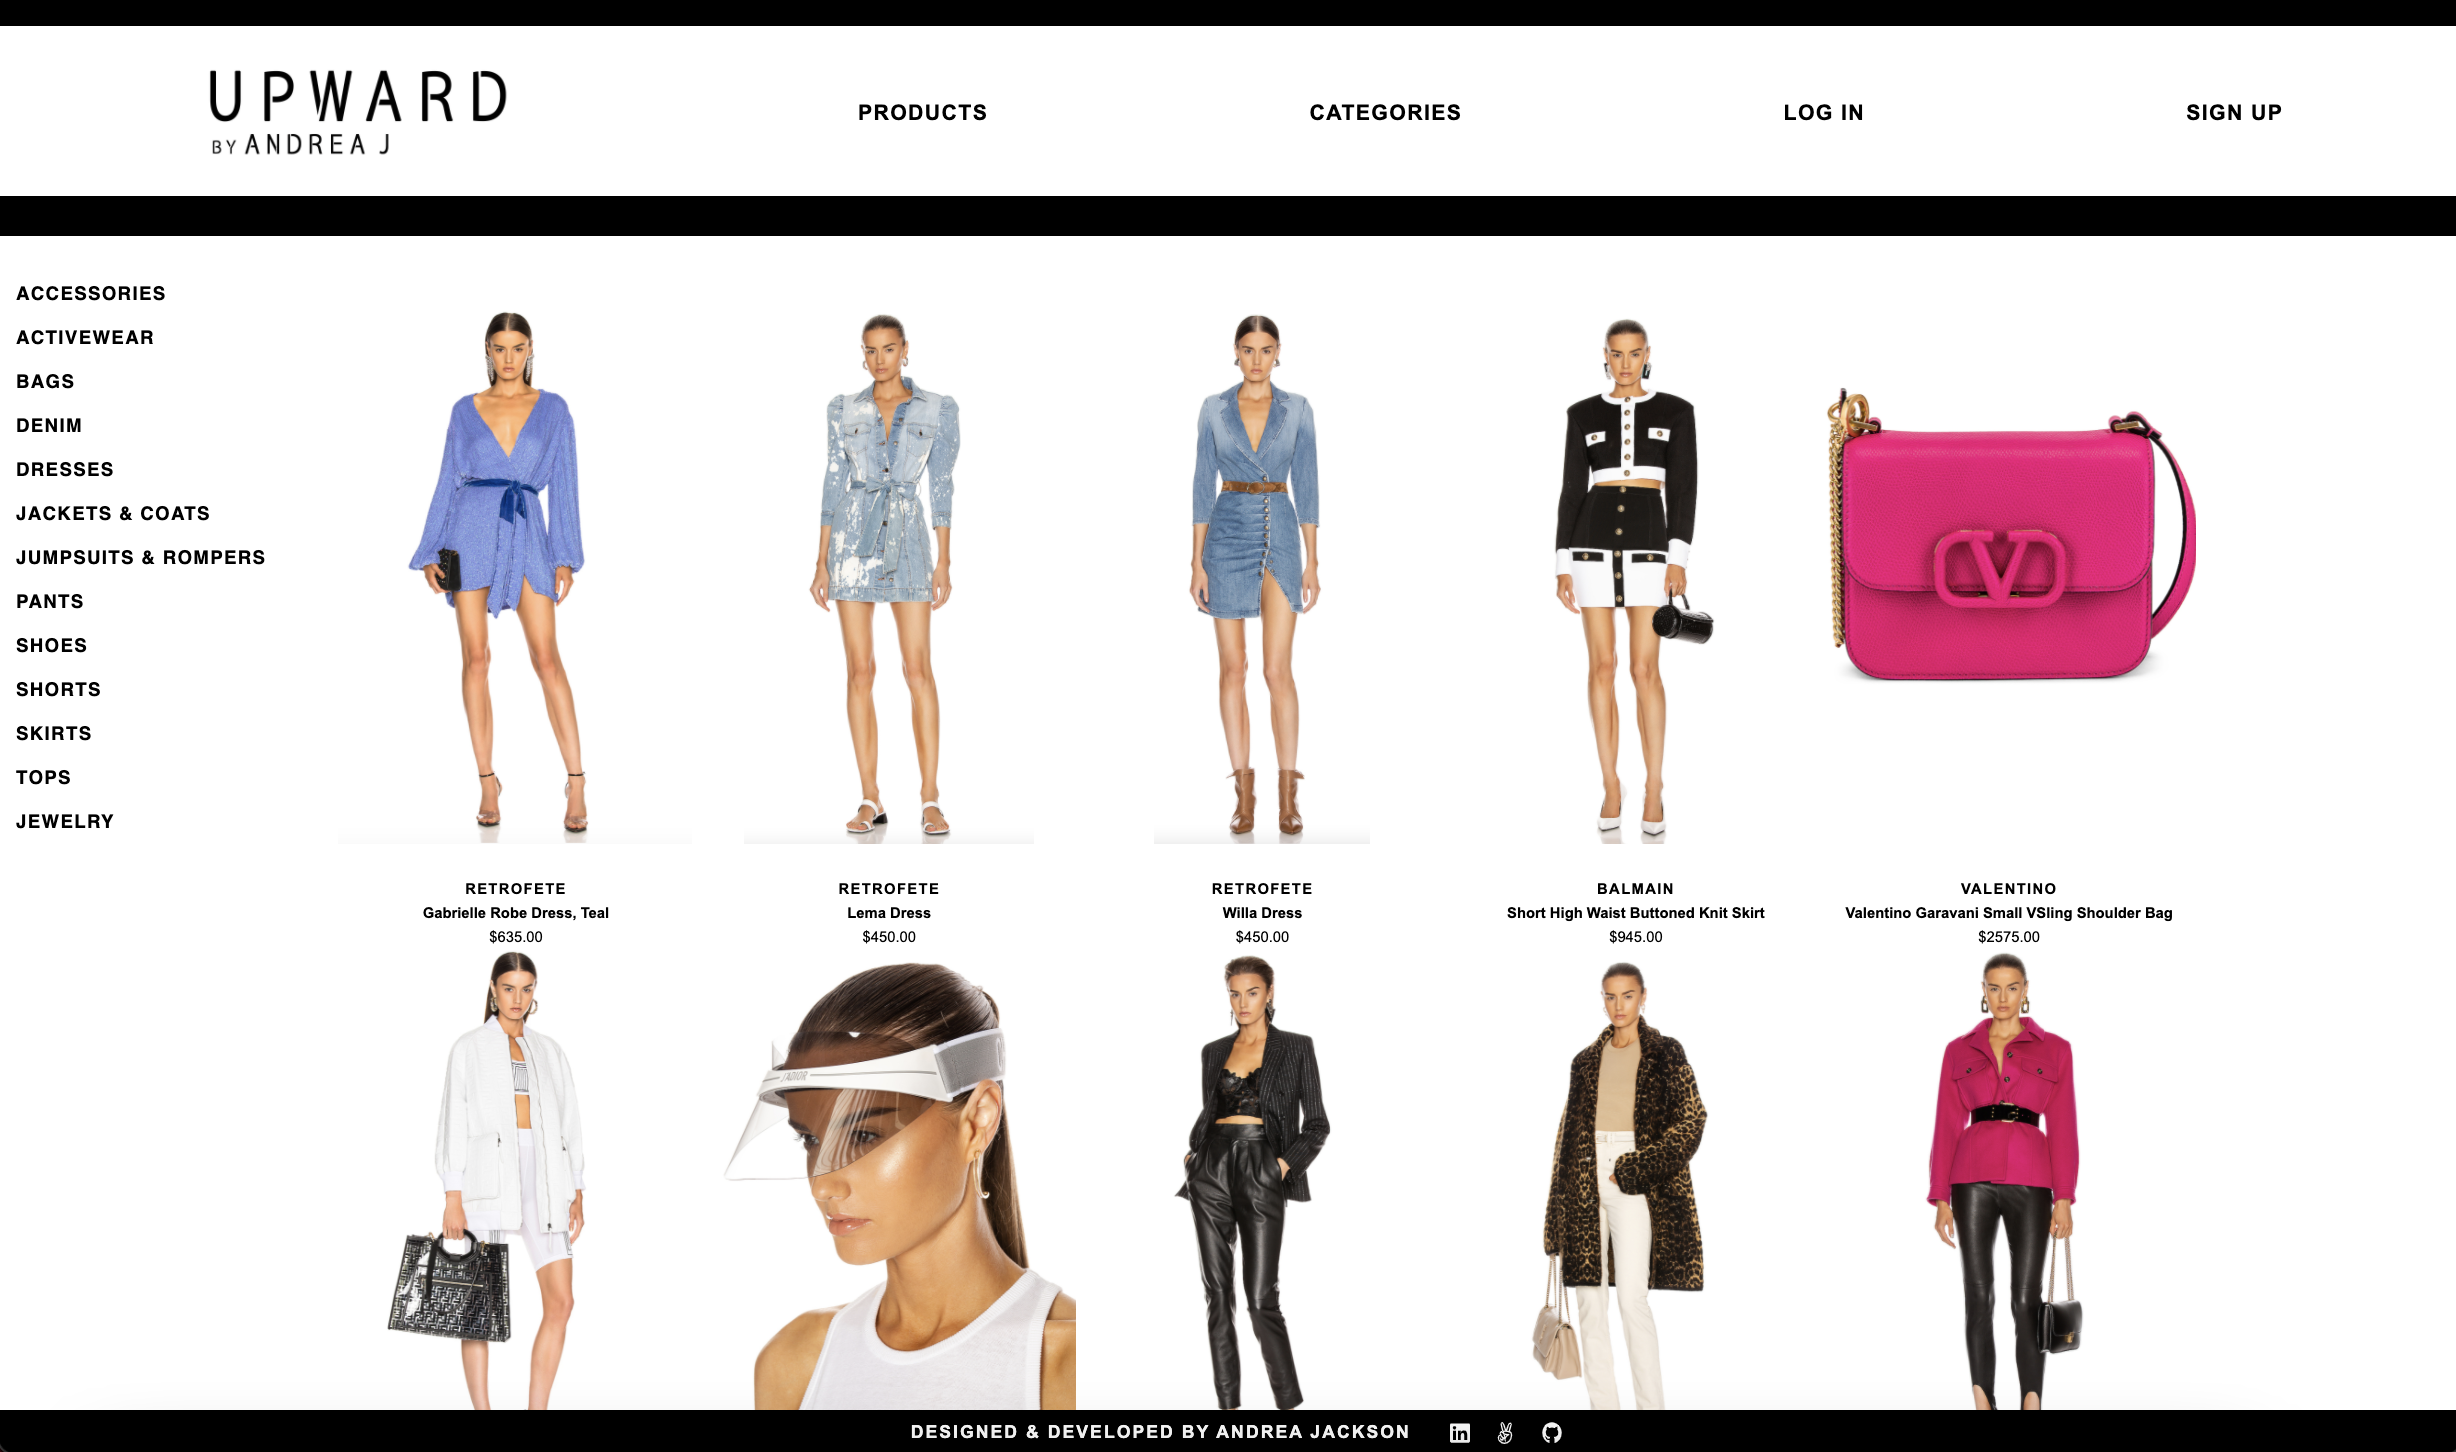 UPWARD
BY ANDREA J
PRODUCTS
CATEGORIES
LOG IN
SIGN UP
ACCESSORIES
ACTIVEWEAR
BAGS
DENIM
DRESSES
JACKETS & COATS
JUMPSUITS & ROMPERS
PANTS
SHOES
SHORTS
SKIRTS
TOPS
JEWELRY
RETROFETE
Gabrielle Robe Dress, Teal
$635.00
RETROFETE
Lema Dress
$450.00
RETROFETE
Willa Dress
$450.00
BALMAIN
Short High Waist Buttoned Knit Skirt
$945.00
VALENTINO
Valentino Garavani Small VSling Shoulder Bag
$2575.00
J'ADIOR
DESIGNED & DEVELOPED BY ANDREA JACKSON
in